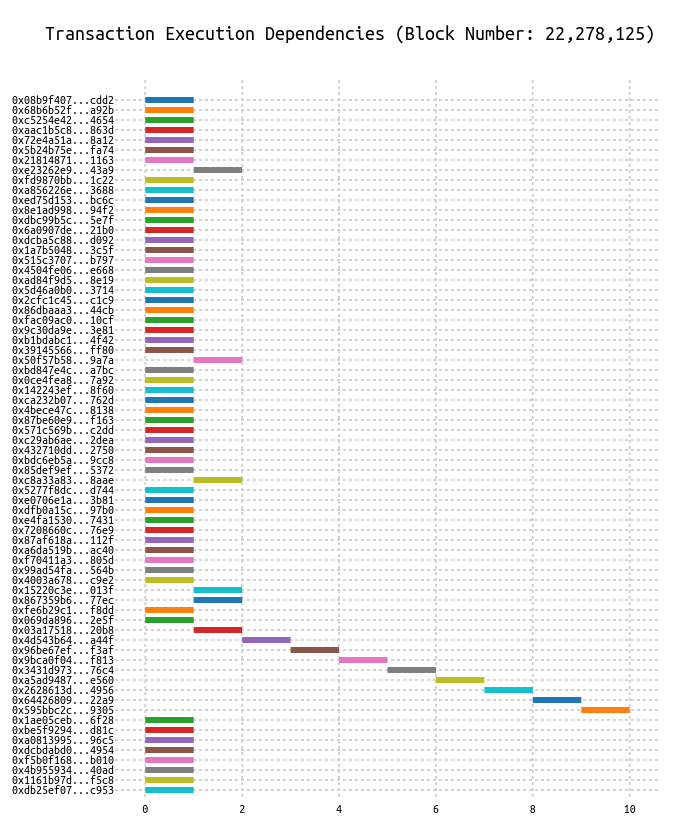 Transaction Execution Dependencies (Block Number: 22,278,125)
0x08b9f407...cdd2
0x68b6b52f...a92b
0xc5254e42...4654
0xaac1b5c8...863d
0x72e4a51a...8a12
0x5b24b75e...fa74
0x21814871...1163
0xe23262e9...43a9
0xfd9870bb...1c22
0xa856226e...3688
0xed75d153...bc6c
0x8e1ad998...94f2
0xdbc99b5c...5e7f
0x6a0907de...21b0
0xdcba5c88...d092
0x1a7b5048...3c5f
0x515c3707...b797
0x4504fe06...e668
0xad84f9d5...8e19
0x5d46a0b0...3714
0x2cfc1c45...c1c9
0x86dbaaa3...44cb
0xfac09ac0...10cf
0x9c30da9e...3e81
0xb1bdabc1...4f42
0x39145566...ff80
0x50f57b58...9a7a
0xbd847e4c...a7bc
0x0ce4fea8...7a92
0x142243ef...8f60
0xca232b07...762d
0x4bece47c...8138
0x87be60e9...f163
0x571c569b...c2dd
0xc29ab6ae...2dea
0x432710dd...2750
0xbdc6eb5a...9cc8
0x85def9ef...5372
0xc8a33a83...8aae
0x5277f8dc...d744
0xe0706e1a...3b81
0xdfb0a15c...97b0
0xe4fa1530...7431
0x7208660c...76e9
0x87af618a...112f
0xa6da519b...ac40
0xf70411a3...805d
0x99ad54fa...564b
0x4003a678...c9e2
0x15220c3e...013f
0x867359b6...77ec
0xfe6b29c1...f8dd
0x069da896...2e5f
0x03a17518...20b8
0x4d543b64...a44f
0x96be67ef...f3af
0x9bca0f04...f813
0x3431d973...76c4
0xa5ad9487...e560
0x2628613d...4956
0x64426809...22a9
0x595bbc2c...9305
0x1ae05ceb...6f28
0xbe5f9294...d81c
0xa0813995...96c5
0xdcbdabd0...4954
0xf5b0f168...b010
0x4b955934...40ad
0x1161b97d...f5c8
0xdb25ef07...c953
0 2 4 6 8 10